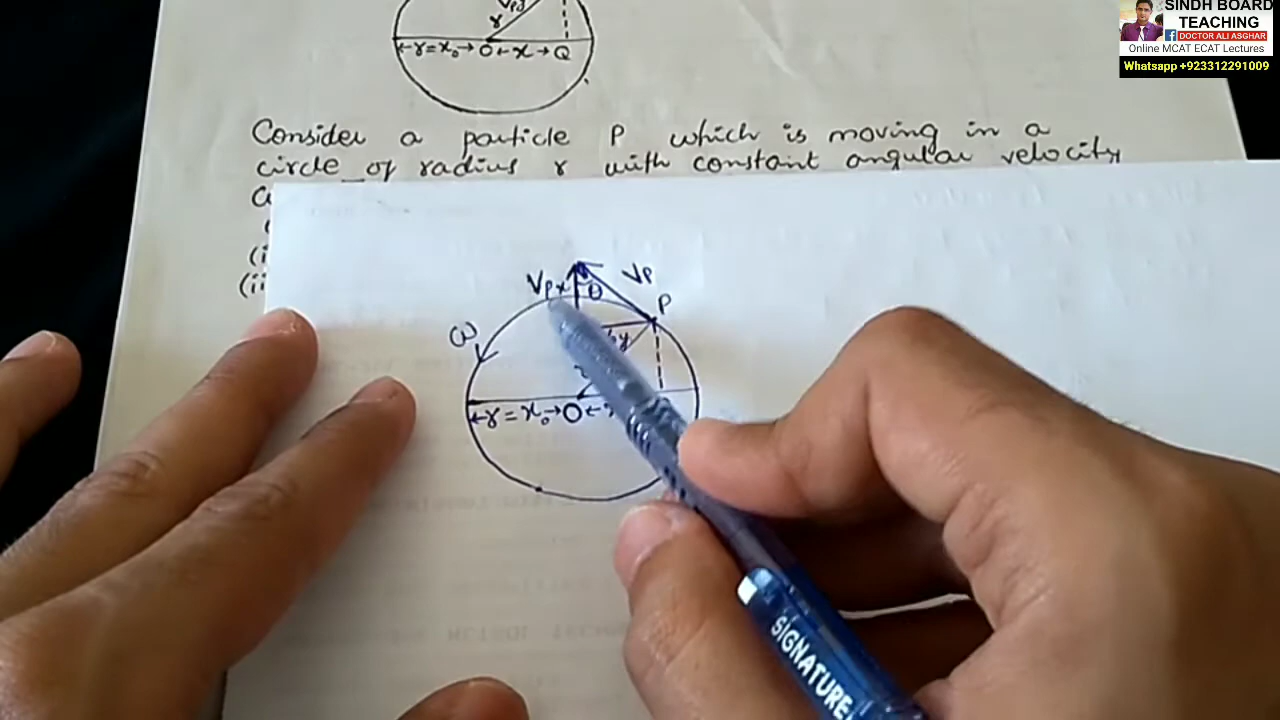 SINDH BOARD
TEACHING
DOCTOR ALI ASGHAR
Online MCAT ECAT Lectures
Whatsapp +923312291009
r
←r=x₀→O←x→Q
Consider a particle P which is moving in a
circle of radius r with constant angular velocity
Vp
Vpx θ
P
ω
←r=x₀→O←
SIGNATURE